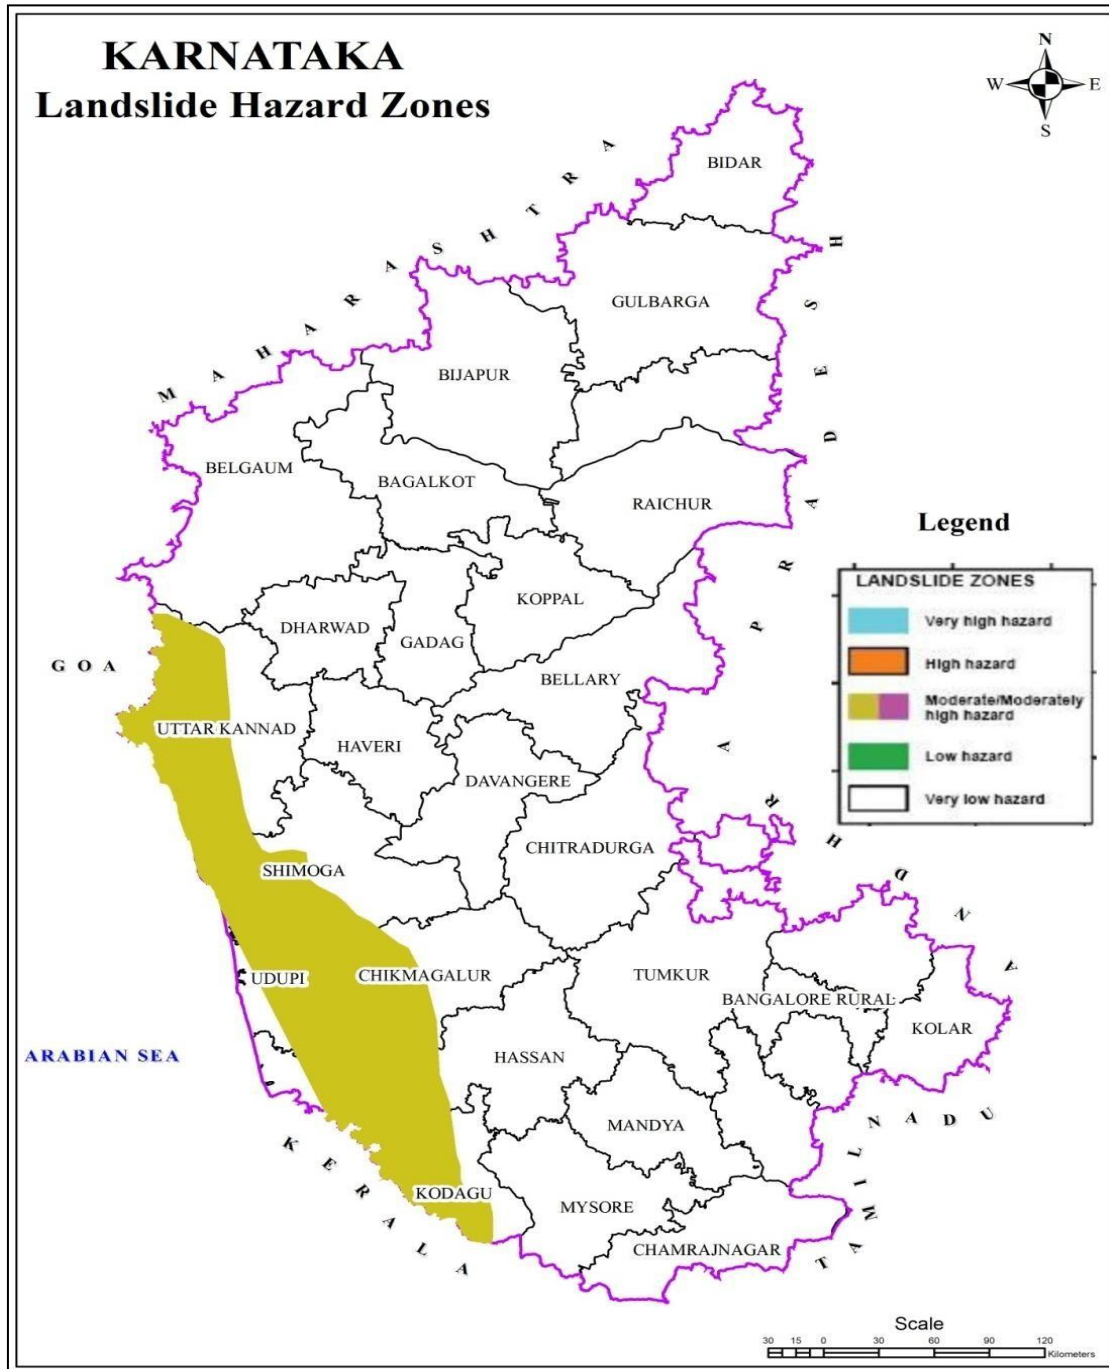 KARNATAKA
Landslide Hazard Zones
N
W E
S
MAHARASHTRA
BIDAR
GULBARGA
BIJAPUR
BELGAUM
BAGALKOT
RAICHUR
ANDHRA PRADESH
Legend
LANDSLIDE ZONES
Very high hazard
High hazard
Moderate/Moderately
high hazard
Low hazard
Very low hazard
KOPPAL
DHARWAD
GADAG
GOA
BELLARY
UTTAR KANNAD
HAVERI
DAVANGERE
CHITRADURGA
SHIMOGA
UDUPI
CHIKMAGALUR
TUMKUR
BANGALORE RURAL
KOLAR
ARABIAN SEA
HASSAN
MANDYA
KERALA
TAMILNADU
KODAGU
MYSORE
CHAMRAJNAGAR
Scale
30 15 0 30 60 90 120
Kilometers